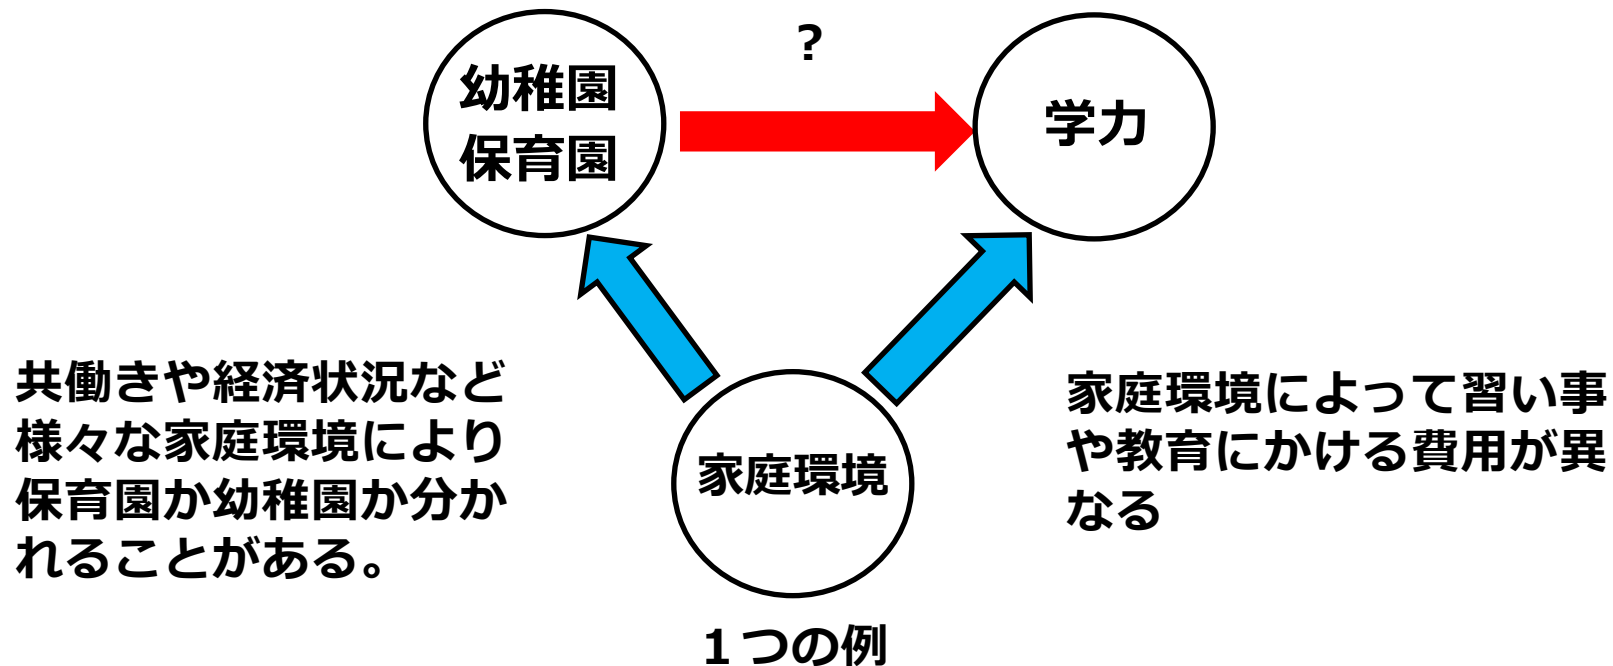 ?
幼稚園
保育園
学力
共働きや経済状況など
様々な家庭環境により
保育園か幼稚園か分か
れることがある。
家庭環境
家庭環境によって習い事
や教育にかける費用が異
なる
１つの例